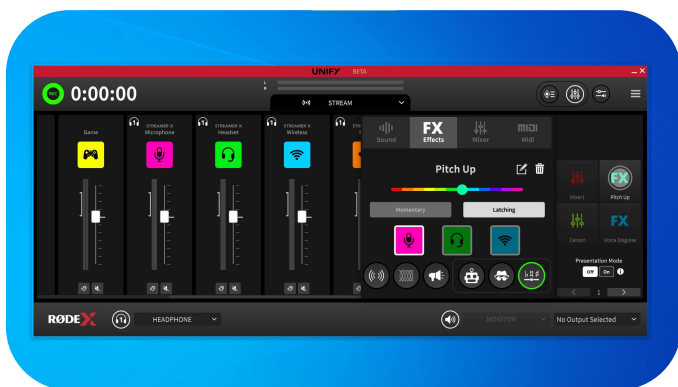 UNIFY BETA
REC 0:00:00
L
R
STREAM
Game
STREAMER X
Microphone
STREAMER X
Headset
STREAMER X
Wireless
Sound
FX
Effects
Mixer
MIDI
Midi
Pitch Up
Momentary
Latching
Mixer1
FX
Pitch Up
Censor
FX
Voice Disguise
Presentation Mode
Off On
1
RØDE X
HEADPHONE
MONITOR
No Output Selected